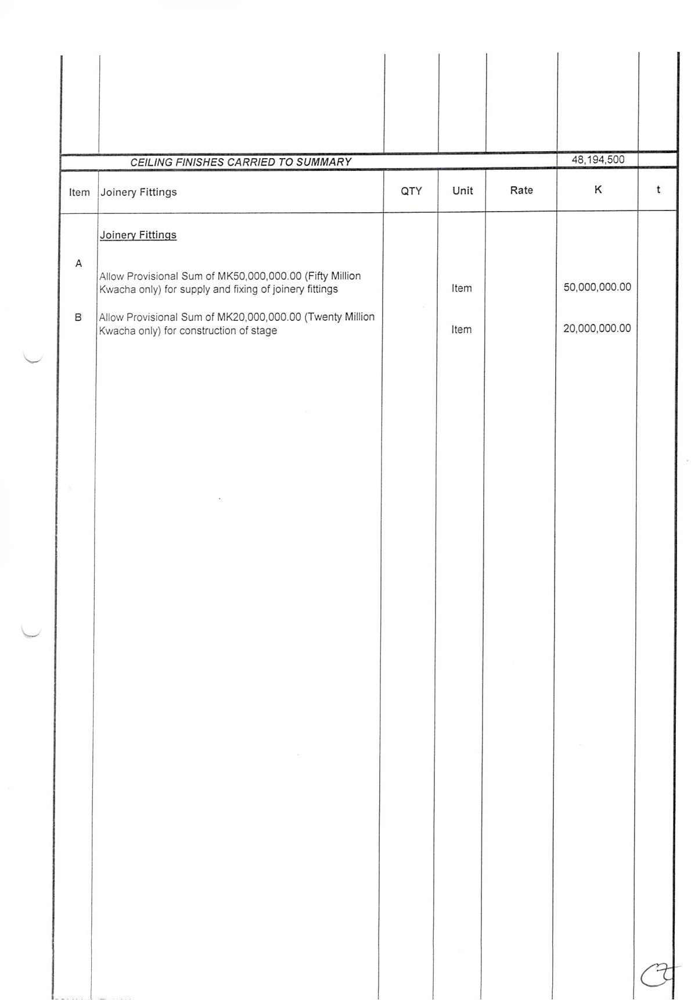 CEILING FINISHES CARRIED TO SUMMARY 48,194,500
Item Joinery Fittings QTY Unit Rate K t
Joinery Fittings
A
Allow Provisional Sum of MK50,000,000.00 (Fifty Million
Kwacha only) for supply and fixing of joinery fittings Item 50,000,000.00
B Allow Provisional Sum of MK20,000,000.00 (Twenty Million
Kwacha only) for construction of stage Item 20,000,000.00